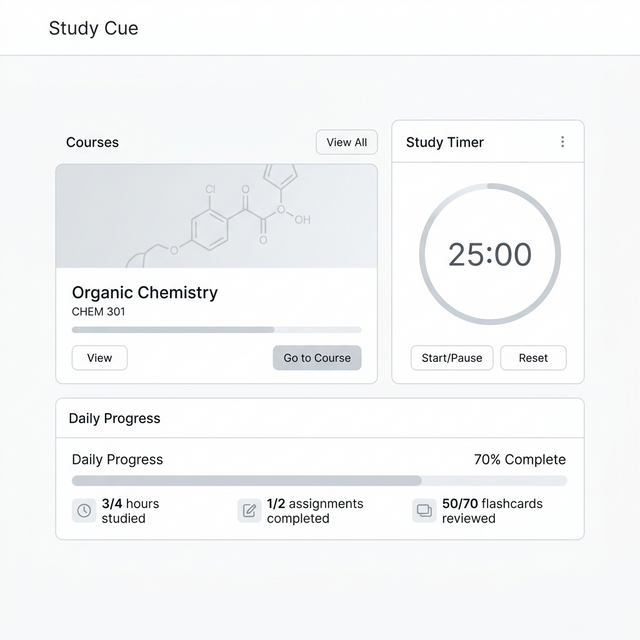 Study Cue
Courses
View All
Cl
O
O
OH
O
O
Organic Chemistry
CHEM 301
View
Go to Course
Study Timer
25:00
Start/Pause
Reset
Daily Progress
Daily Progress
70% Complete
3/4 hours
studied
1/2 assignments
completed
50/70 flashcards
reviewed